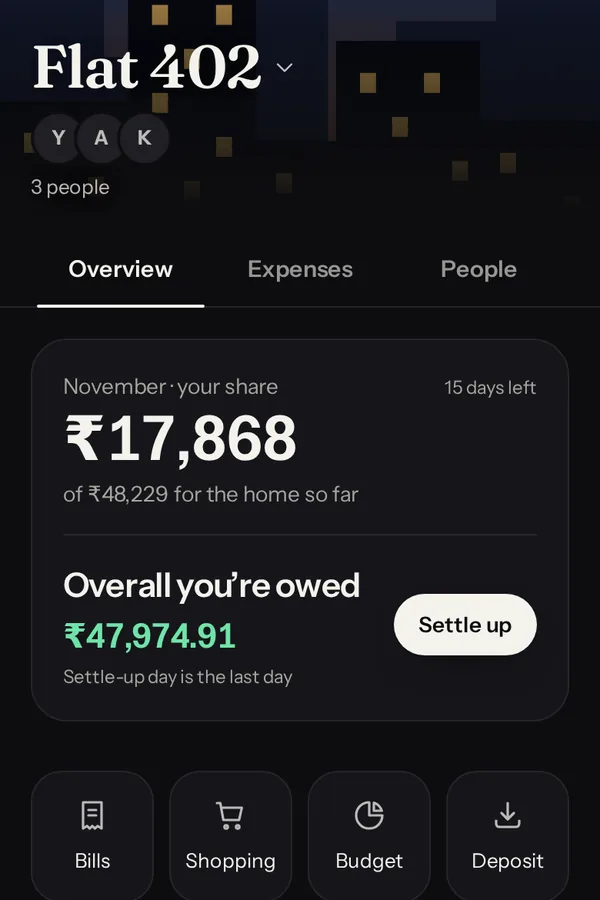 Flat 402
Y A K
3 people
Overview Expenses People
November · your share 15 days left
₹17,868
of ₹48,229 for the home so far
Overall you’re owed
₹47,974.91
Settle up
Settle-up day is the last day
Bills Shopping Budget Deposit